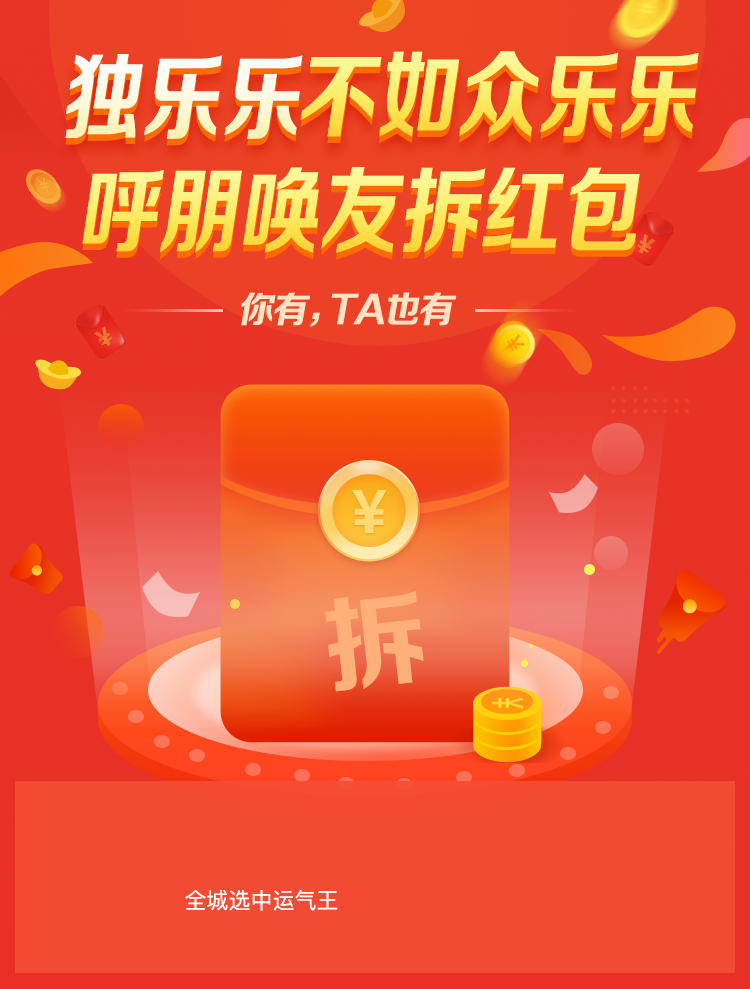 独乐乐不如众乐乐
呼朋唤友拆红包
你有，TA也有
¥
拆
全城选中运气王